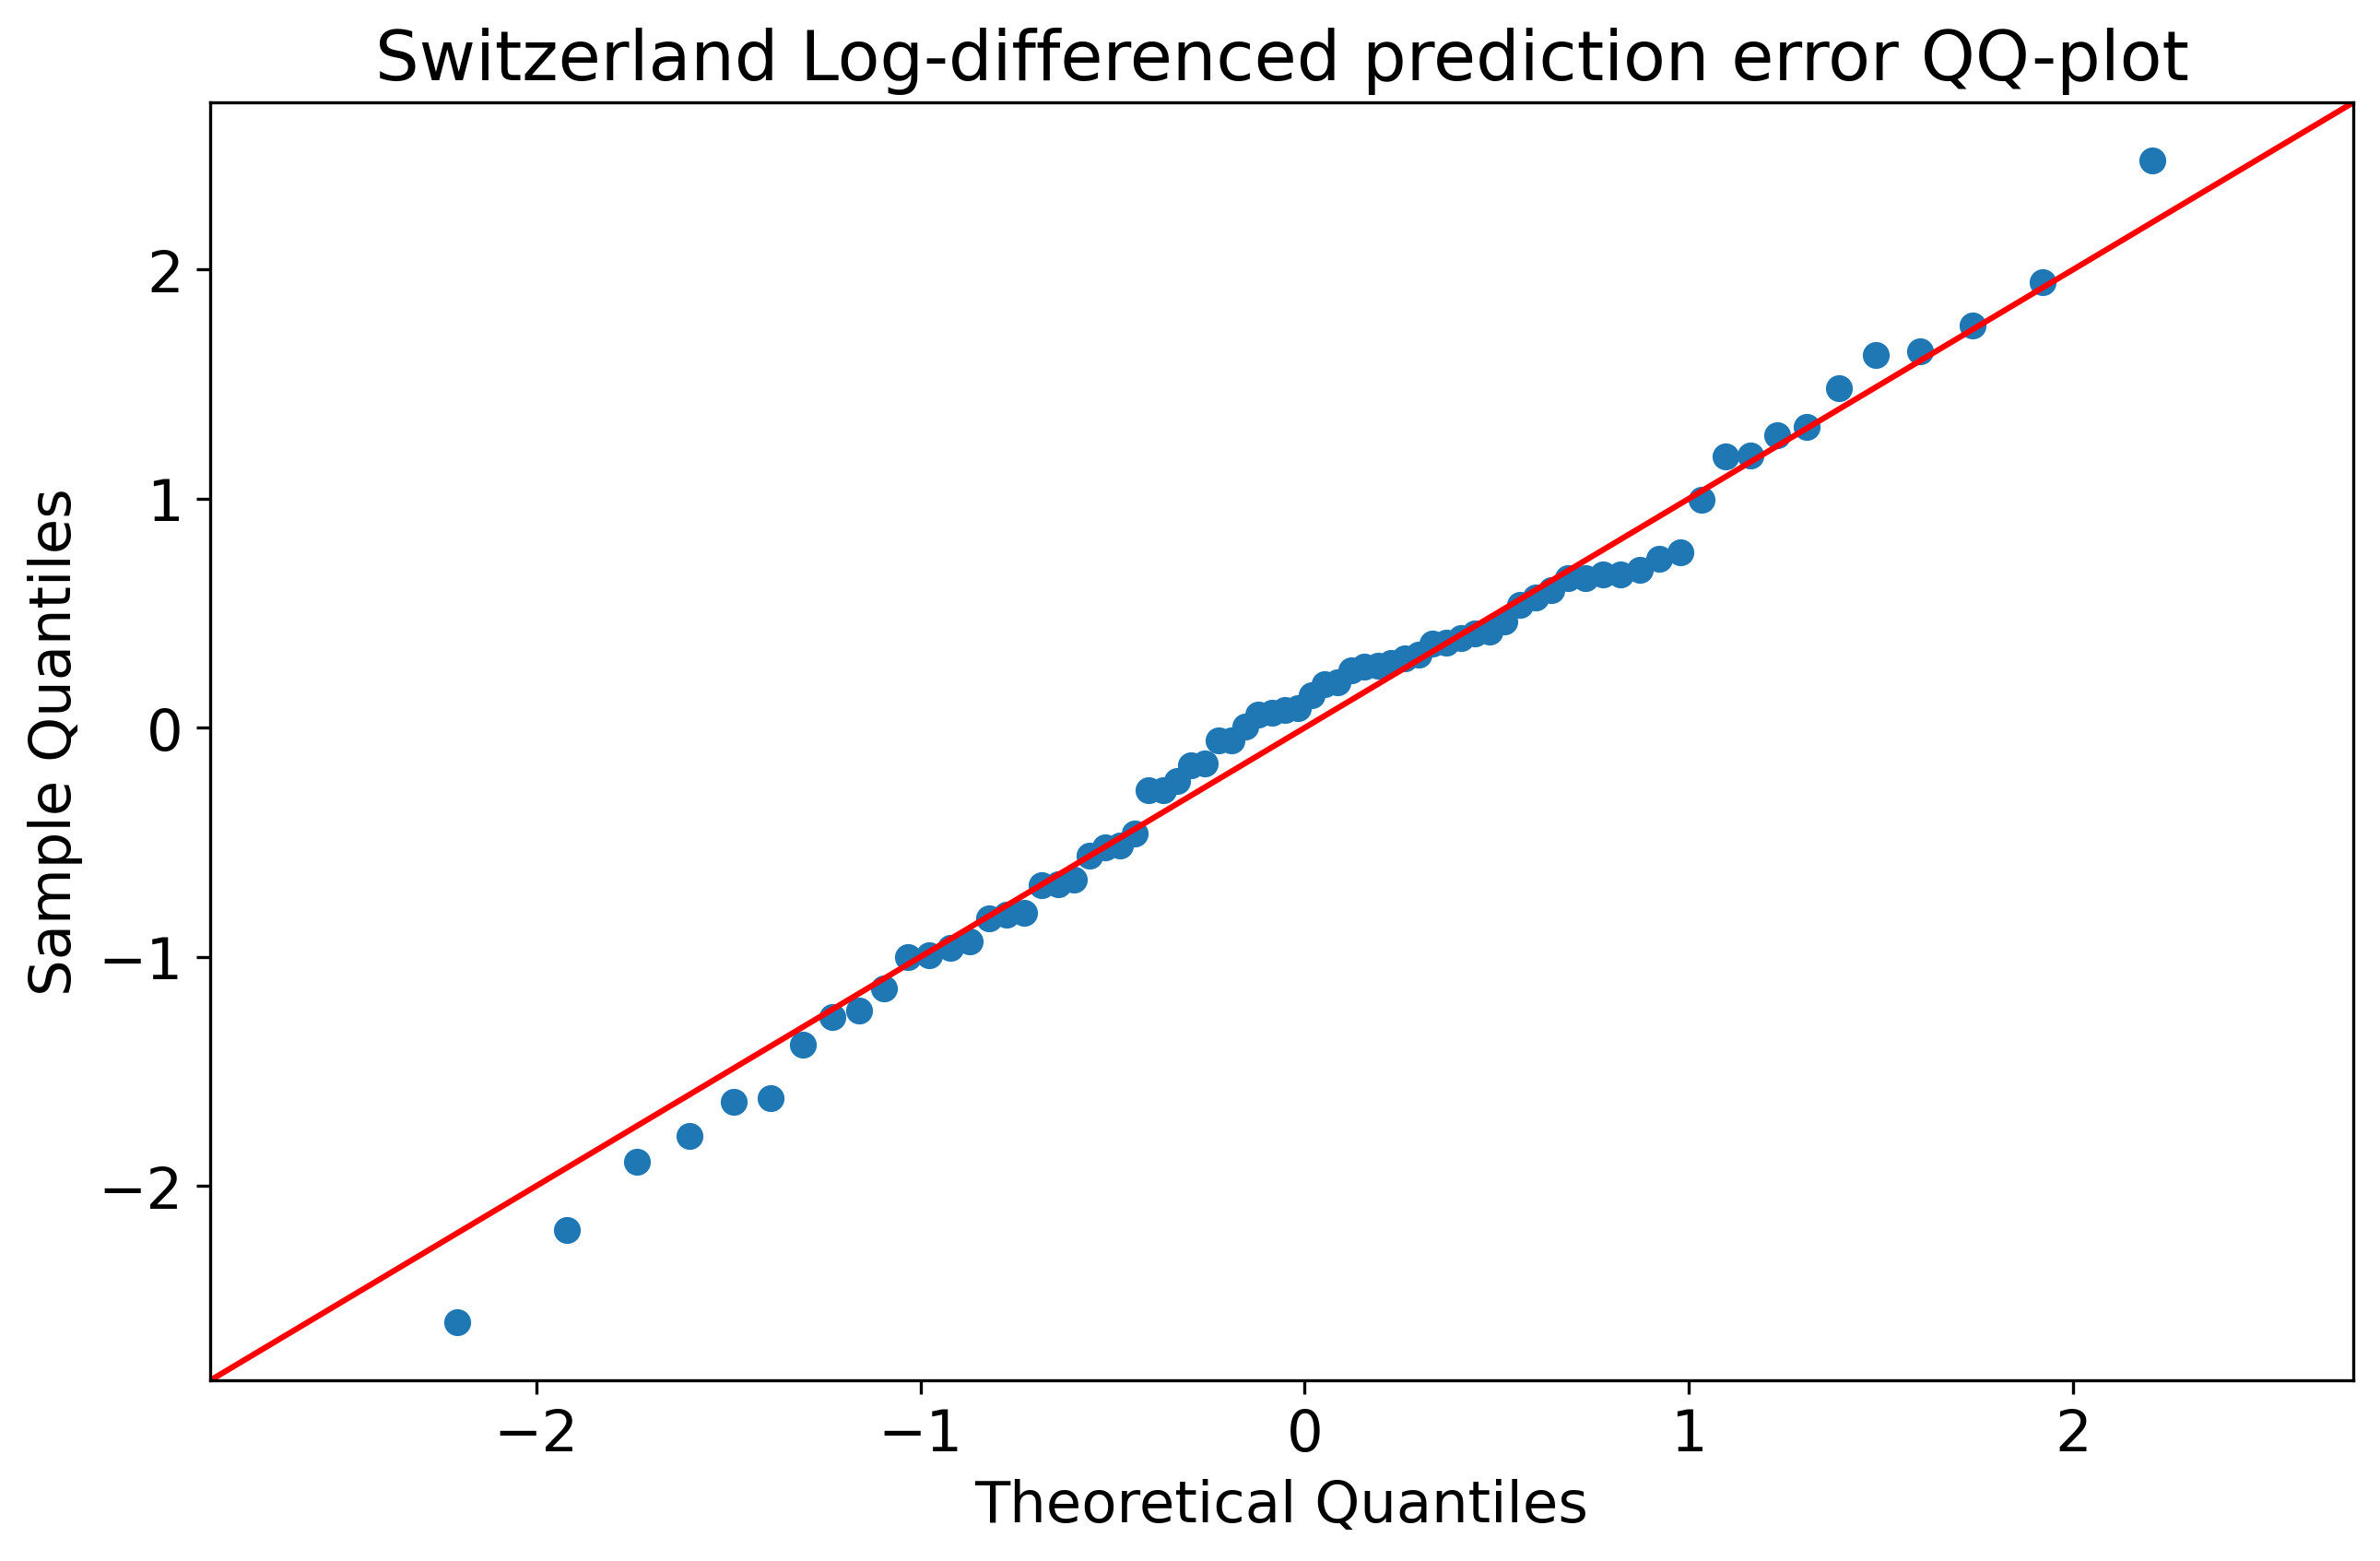 Switzerland Log-differenced prediction error QQ-plot
2
1
0
−1
−2
Sample Quantiles
−2 −1 0 1 2
Theoretical Quantiles